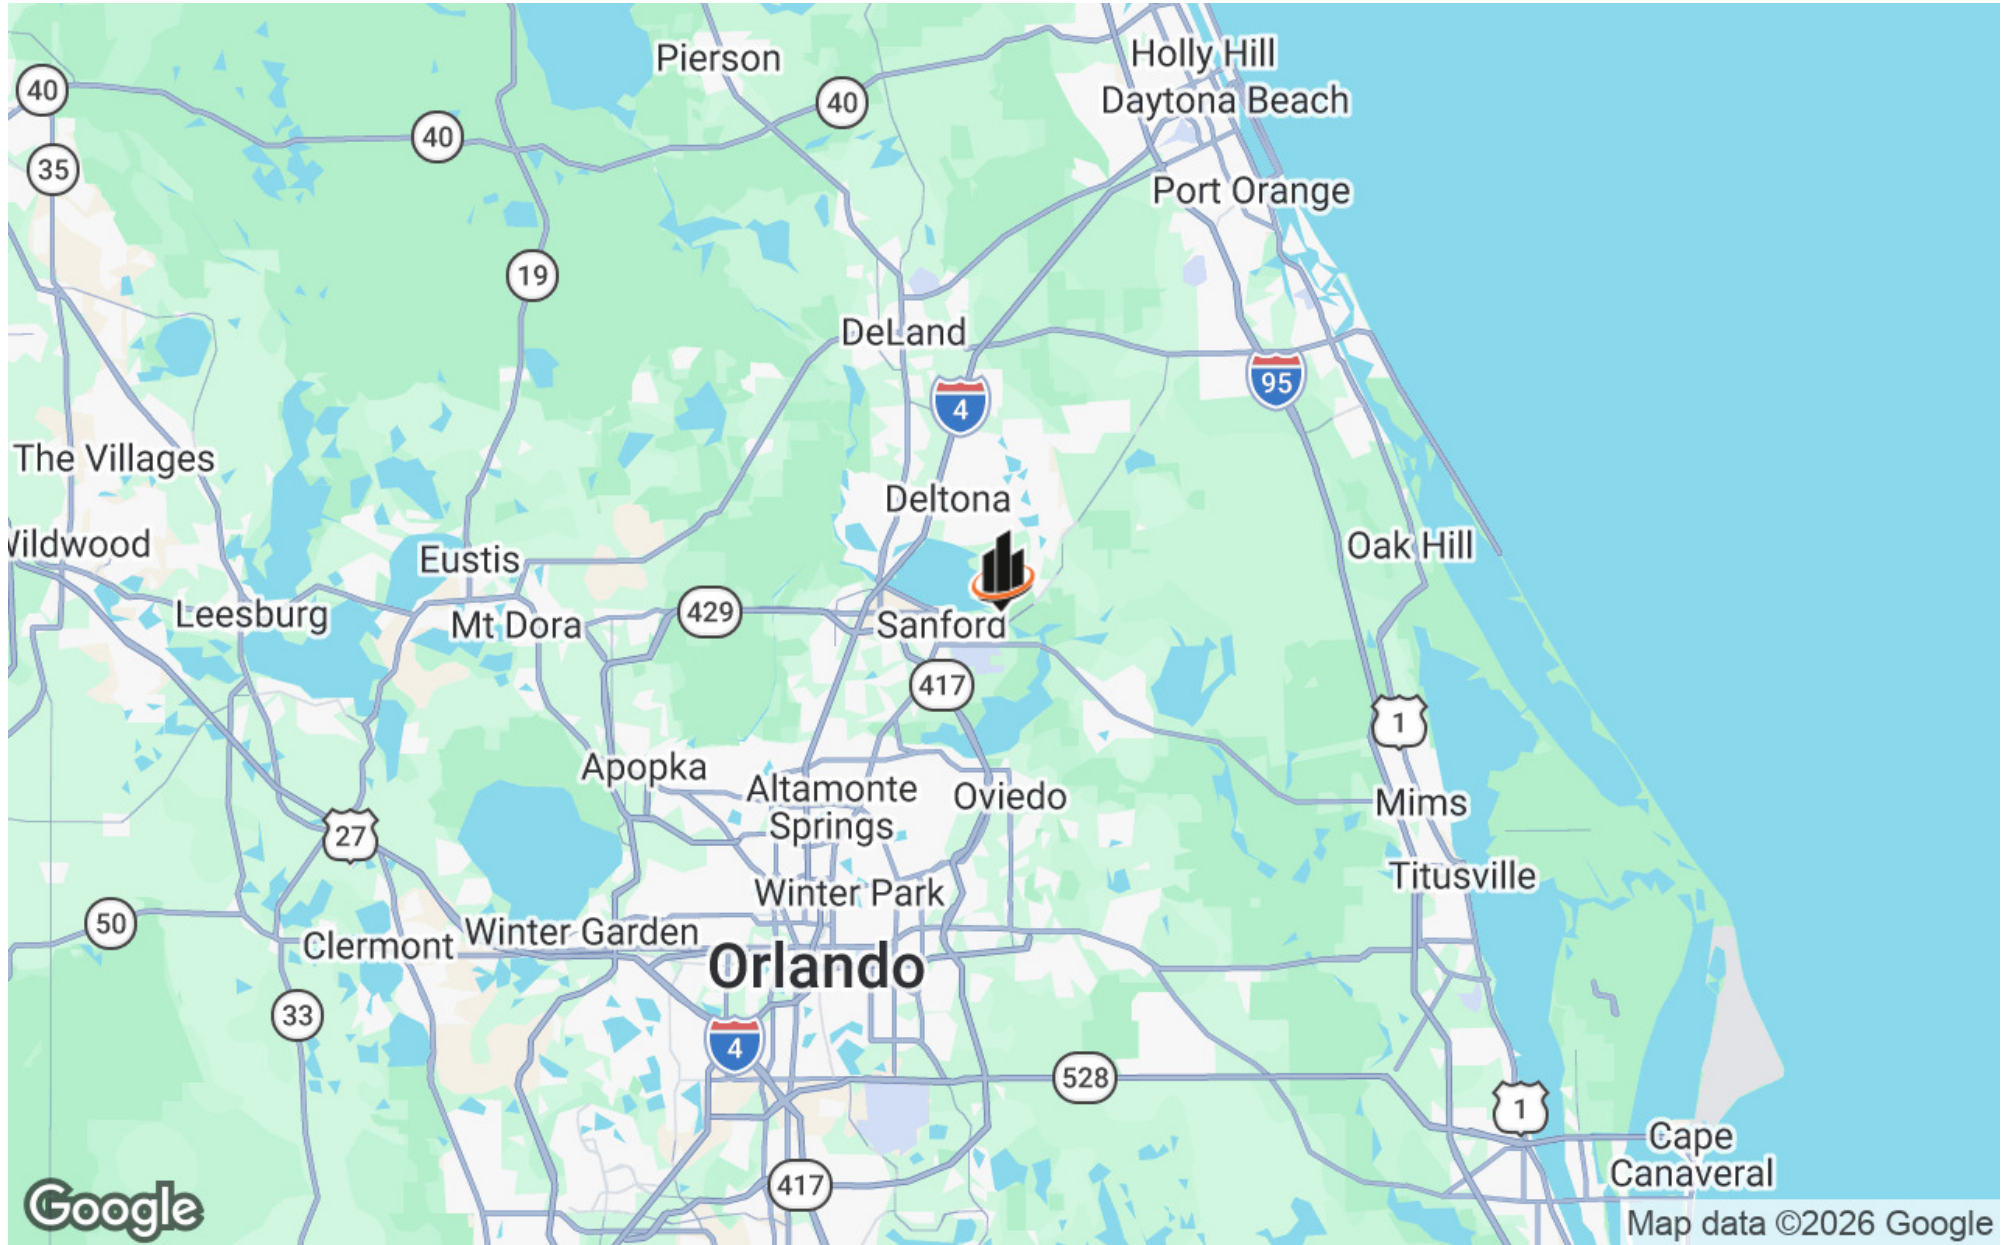 Pierson
Holly Hill
Daytona Beach
40
40
40
35
Port Orange
19
DeLand
95
4
The Villages
Deltona
Wildwood
Oak Hill
Eustis
Leesburg
Mt Dora
429
Sanford
417
1
Apopka
Altamonte
Springs
Oviedo
Mims
27
Titusville
Winter Park
50
Clermont
Winter Garden
Orlando
33
4
528
1
Cape
Canaveral
417
Google
Map data ©2026 Google